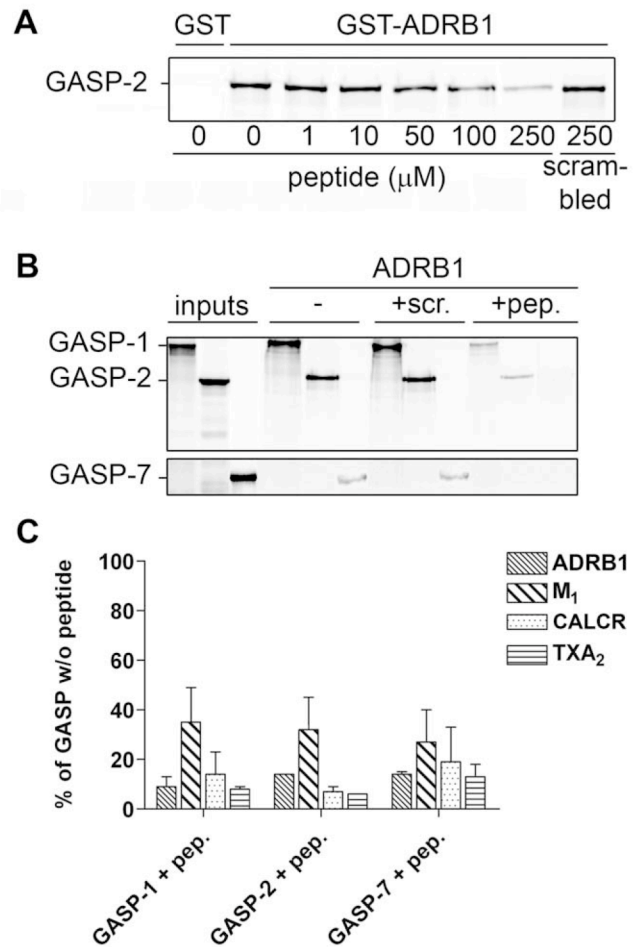 A
GST GST-ADRB1
GASP-2
0 0 1 10 50 100 250 250
peptide (μM) scram-
bled
B
ADRB1
inputs - +scr. +pep.
GASP-1
GASP-2
GASP-7
C
% of GASP w/o peptide
100
80
60
40
20
0
ADRB1
M₁
CALCR
TXA₂
GASP-1 + pep.
GASP-2 + pep.
GASP-7 + pep.